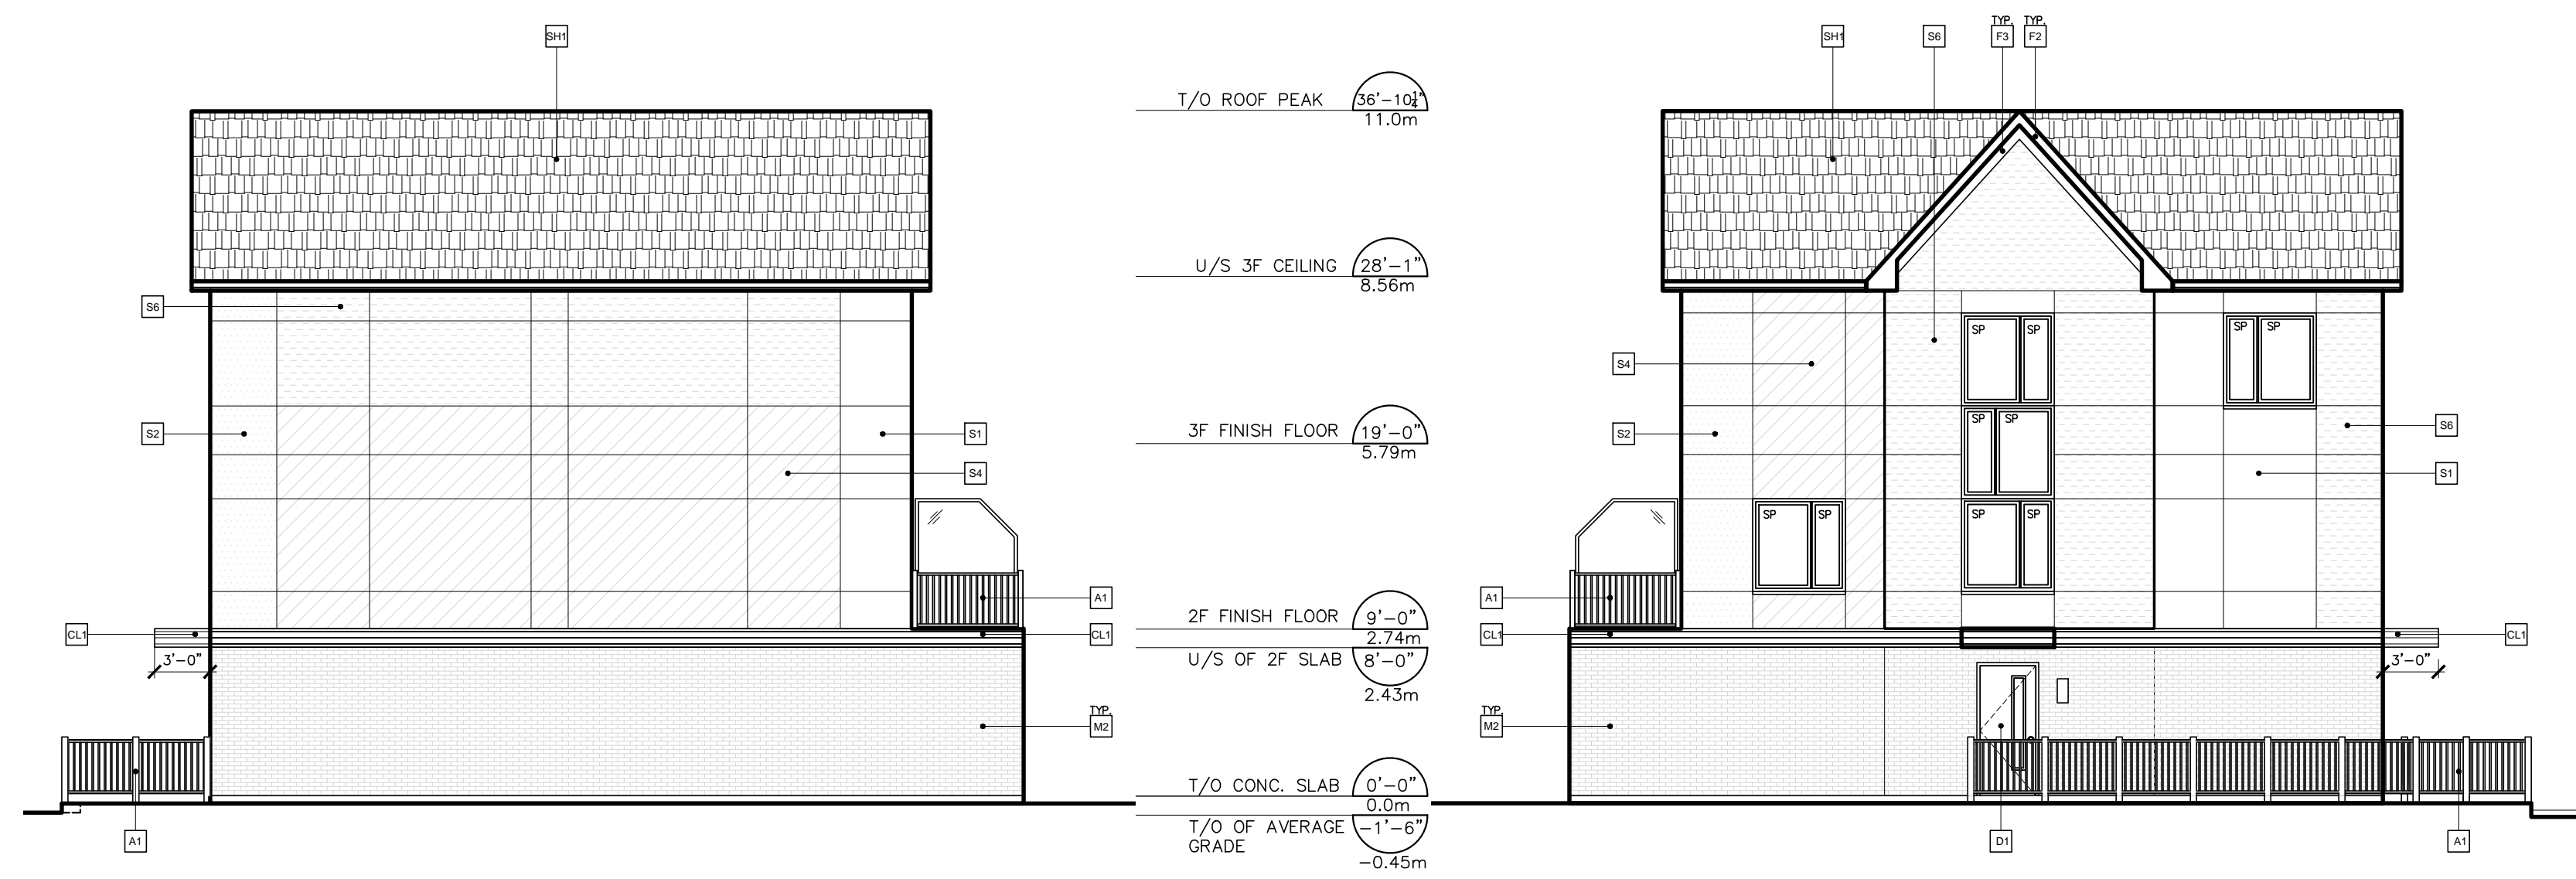 SH1
S6
S2
S1
S4
A1
CL1
CL1
3'-0"
TYP.
M2
A1
T/O ROOF PEAK 36'-10¼"
11.0m
U/S 3F CEILING 28'-1"
8.56m
3F FINISH FLOOR 19'-0"
5.79m
2F FINISH FLOOR 9'-0"
2.74m
U/S OF 2F SLAB 8'-0"
2.43m
T/O CONC. SLAB 0'-0"
0.0m
T/O OF AVERAGE -1'-6"
GRADE
-0.45m
TYP. TYP.
SH1 S6 F3 F2
SP SP SP SP
S4
S2
SP SP
S6
S1
SP SP SP SP
A1
CL1
CL1
3'-0"
TYP.
M2
D1
A1